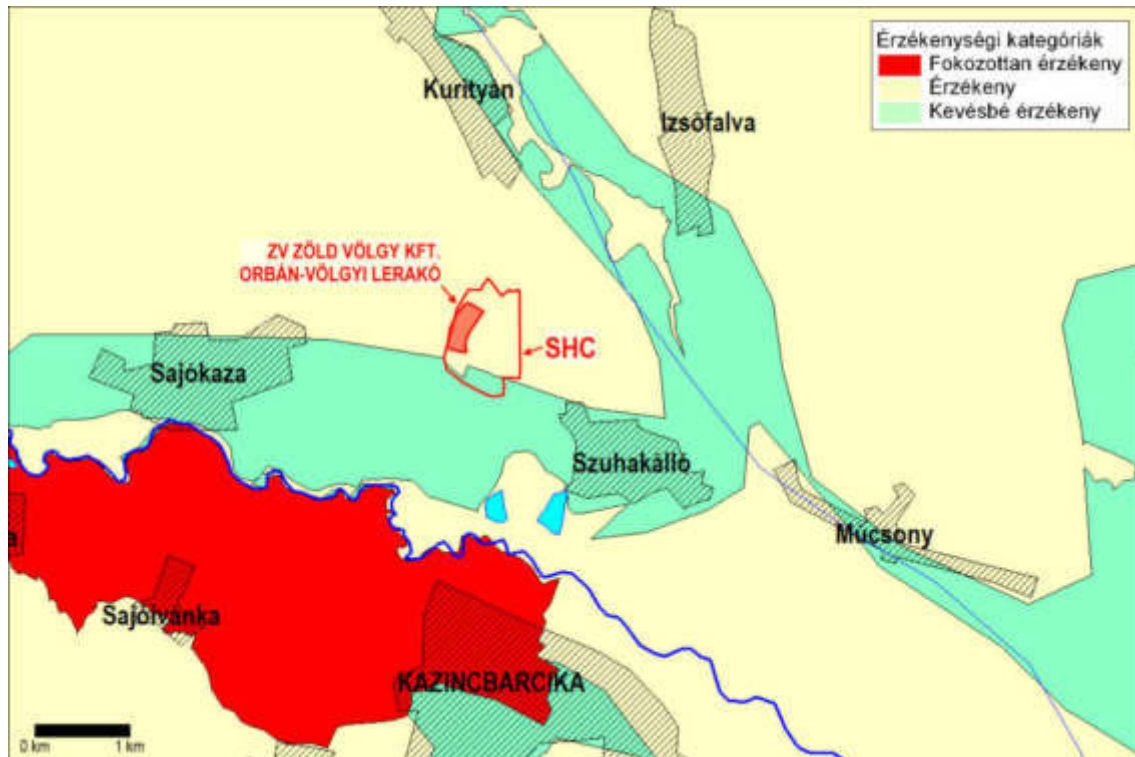 Érzékenységi kategóriák
Fokozottan érzékeny
Érzékeny
Kevésbé érzékeny
Kurityán
Izsófalva
ZV ZÖLD VÖLGY KFT.
ORBÁN-VÖLGYI LERAKÓ
SHC
Sajókaza
Szuhakálló
Múcsony
a
Sajóivánka
KAZINCBARCIKA
0 km
1 km